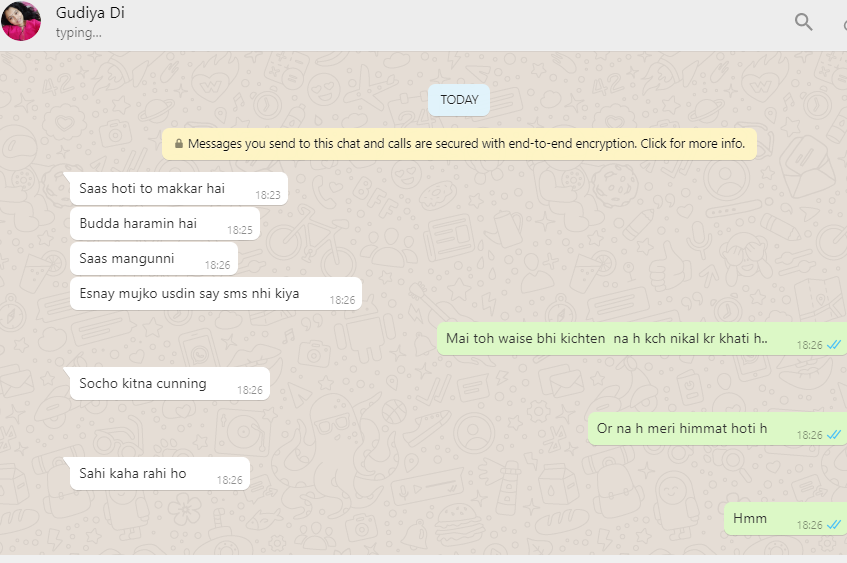 Gudiya Di
typing...
TODAY
Messages you send to this chat and calls are secured with end-to-end encryption. Click for more info.
Saas hoti to makkar hai 18:23
Budda haramin hai 18:25
Saas mangunni 18:26
Esnay mujko usdin say sms nhi kiya 18:26
Mai toh waise bhi kichten na h kch nikal kr khati h.. 18:26
Socho kitna cunning 18:26
Or na h meri himmat hoti h 18:26
Sahi kaha rahi ho 18:26
Hmm 18:26